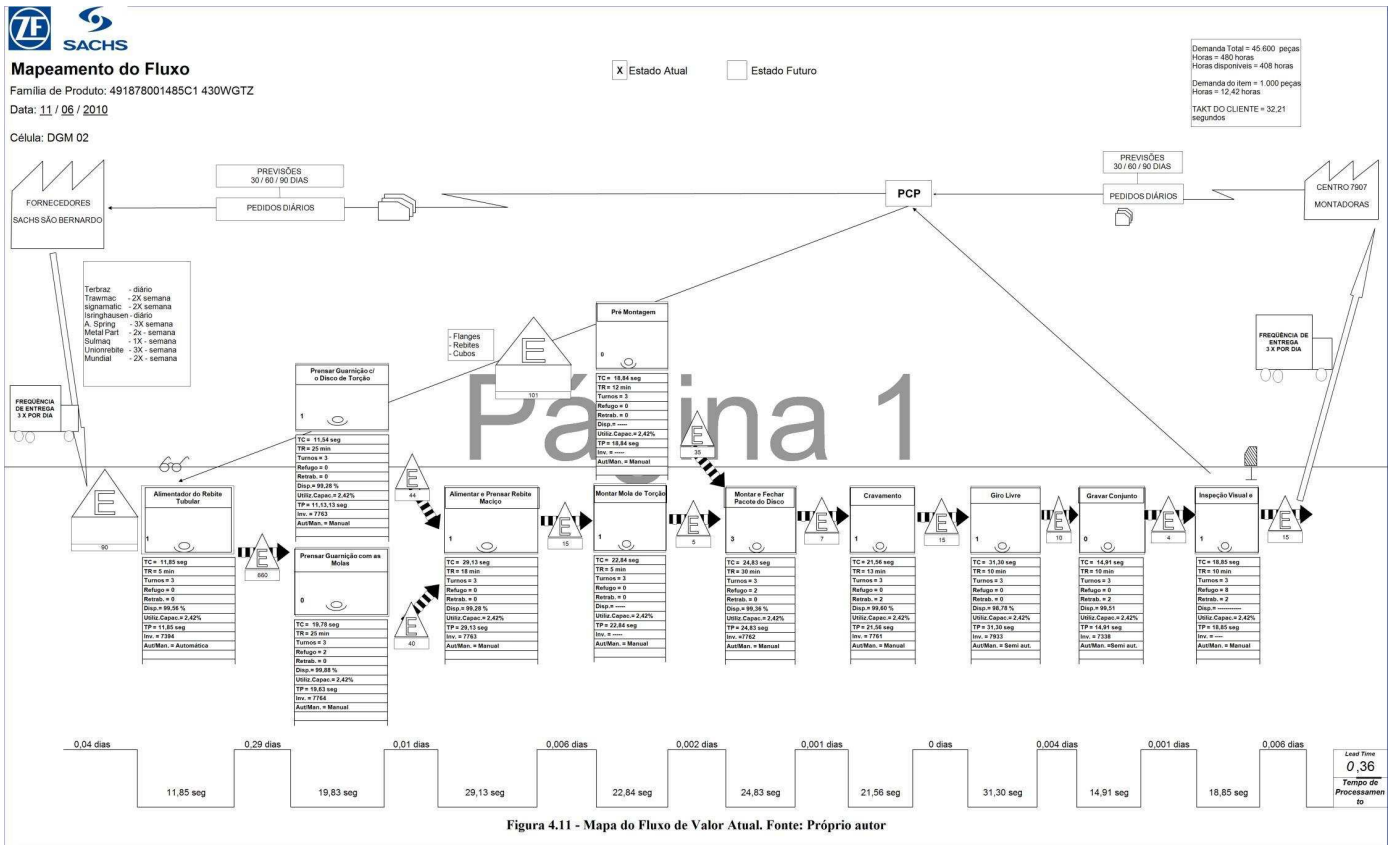 ZF
SACHS
Mapeamento do Fluxo
Família de Produto: 491878001485C1 430WGTZ
Data: 11 / 06 / 2010
Célula: DGM 02
X Estado Atual
Estado Futuro
Demanda Total = 45.600 peças
Horas = 480 horas
Horas disponíveis = 408 horas
Demanda do item = 1.000 peças
Horas = 12,42 horas
TAKT DO CLIENTE = 32,21
segundos
FORNECEDORES
SACHS SÃO BERNARDO
PREVISÕES
30 / 60 / 90 DIAS
PEDIDOS DIÁRIOS
PCP
PREVISÕES
30 / 60 / 90 DIAS
PEDIDOS DIÁRIOS
CENTRO 7907
MONTADORAS
Terbraz - diário
Trawmac - 2X semana
signamatic - 2X semana
Isringhausen - diário
A. Spring - 3X semana
Metal Part - 2x - semana
Sulmaq - 1X - semana
Unionrebite - 3X - semana
Mundial - 2X - semana
FREQÜÊNCIA
DE ENTREGA
3 X POR DIA
FREQÜÊNCIA DE
ENTREGA
3 X POR DIA
- Flanges
- Rebites
- Cubos
E
101
Página 1
E
90
Alimentador do Rebite
Tubular
1
TC = 11,85 seg
TR = 5 min
Turnos = 3
Refugo = 0
Retrab. = 0
Disp.= 99,56 %
Utiliz.Capac.= 2,42%
TP = 11,85 seg
Inv. = 7394
Aut/Man. = Automática
E
860
Prensar Guarnição c/
o Disco de Torção
1
TC = 11,54 seg
TR = 25 min
Turnos = 3
Refugo = 0
Retrab. = 0
Disp.= 99,28 %
Utiliz.Capac.= 2,42%
TP = 11,13,13 seg
Inv. = 7763
Aut/Man. = Manual
E
44
Prensar Guarnição com as
Molas
0
TC = 19,78 seg
TR = 25 min
Turnos = 3
Refugo = 2
Retrab. = 0
Disp.= 99,88 %
Utiliz.Capac.= 2,42%
TP = 19,63 seg
Inv. = 7764
Aut/Man. = Manual
E
40
Alimentar e Prensar Rebite
Maciço
1
TC = 29,13 seg
TR = 18 min
Turnos = 3
Refugo = 0
Retrab. = 0
Disp.= 99,28 %
Utiliz.Capac.= 2,42%
TP = 29,13 seg
Inv. = 7763
Aut/Man. = Manual
E
15
Pré Montagem
0
TC = 18,84 seg
TR = 12 min
Turnos = 3
Refugo = 0
Retrab. = 0
Disp.= -----
Utiliz.Capac.= 2,42%
TP = 18,84 seg
Inv. = -----
Aut/Man. = Manual
E
35
Montar Mola de Torção
1
TC = 22,84 seg
TR = 5 min
Turnos = 3
Refugo = 0
Retrab. = 0
Disp.= -----
Utiliz.Capac.= 2,42%
TP = 22,84 seg
Inv. = -----
Aut/Man. = Manual
E
5
Montar e Fechar
Pacote do Disco
3
TC = 24,83 seg
TR = 30 min
Turnos = 3
Refugo = 2
Retrab. = 0
Disp.= 99,36 %
Utiliz.Capac.= 2,42%
TP = 24,83 seg
Inv. =7762
Aut/Man. = Manual
E
7
Cravamento
1
TC = 21,56 seg
TR = 13 min
Turnos = 3
Refugo = 0
Retrab. = 2
Disp.= 99,60 %
Utiliz.Capac.= 2,42%
TP = 21,56 seg
Inv. = 7761
Aut/Man. = Manual
E
15
Giro Livre
1
TC = 31,30 seg
TR = 10 min
Turnos = 3
Refugo = 0
Retrab. = 0
Disp.= 98,78 %
Utiliz.Capac.= 2,42%
TP = 31,30 seg
Inv. = 7933
Aut/Man. = Semi aut.
E
10
Gravar Conjunto
0
TC = 14,91 seg
TR = 10 min
Turnos = 3
Refugo = 0
Retrab. = 2
Disp.= 99,51
Utiliz.Capac.= 2,42%
TP = 14,91 seg
Inv. = 7338
Aut/Man. =Semi aut.
E
4
Inspeção Visual e
1
TC = 18,85 seg
TR = 10 min
Turnos = 3
Refugo = 8
Retrab. = 2
Disp.= ------------
Utiliz.Capac.= 2,42%
TP = 18,85 seg
Inv. = ----
Aut/Man. = Manual
E
15
0,04 dias
0,29 dias
0,01 dias
0,006 dias
0,002 dias
0,001 dias
0 dias
0,004 dias
0,001 dias
0,006 dias
11,85 seg
19,83 seg
29,13 seg
22,84 seg
24,83 seg
21,56 seg
31,30 seg
14,91 seg
18,85 seg
Lead Time
0,36
Tempo de
Processamen
to
Figura 4.11 - Mapa do Fluxo de Valor Atual. Fonte: Próprio autor